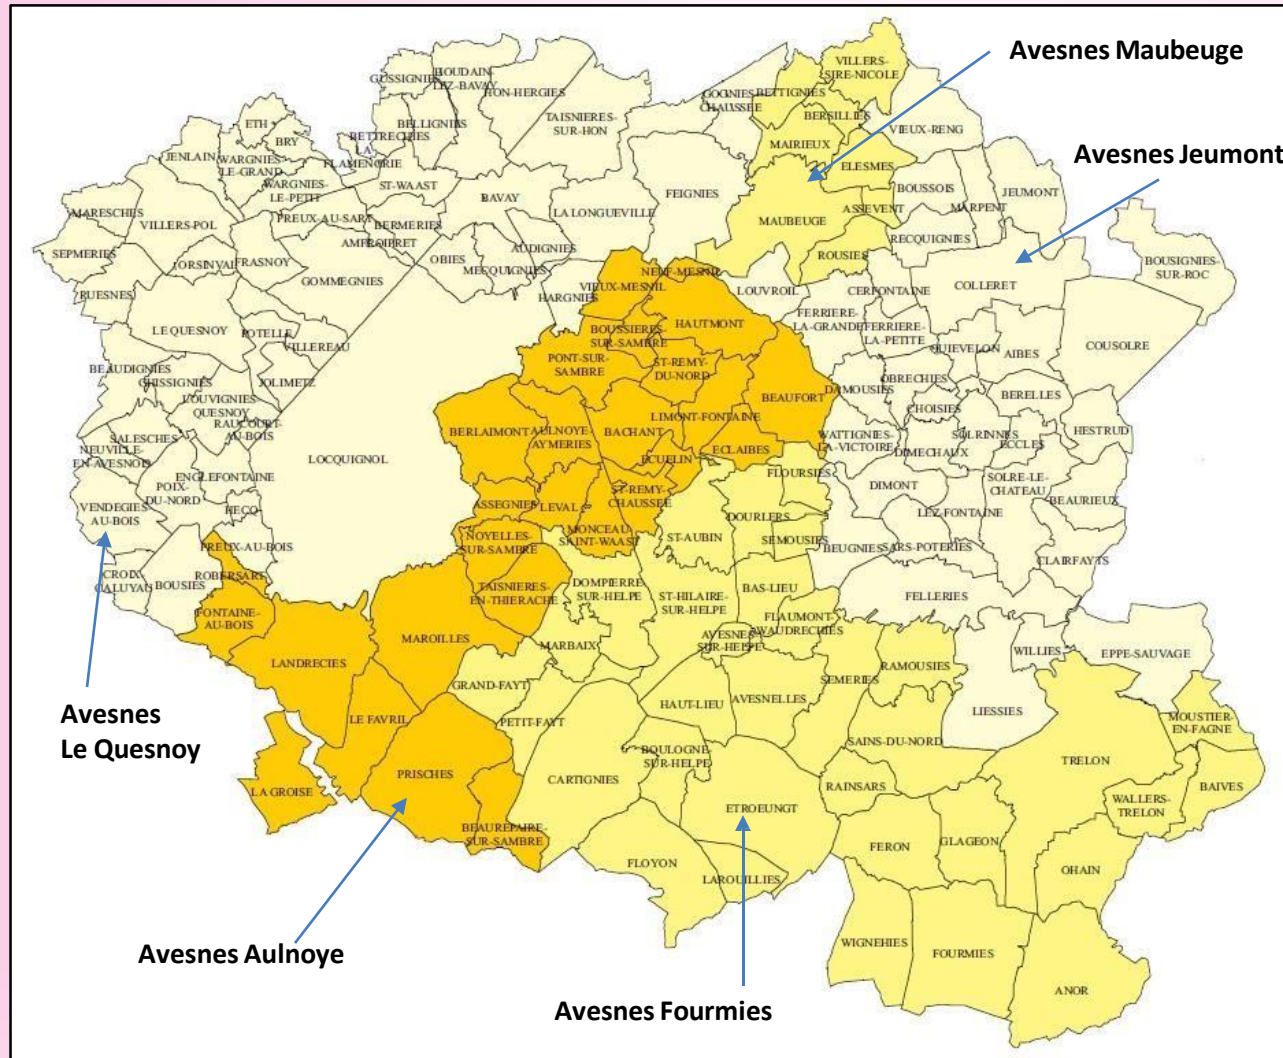 Avesnes Maubeuge
Avesnes Jeumont
Avesnes
Le Quesnoy
Avesnes Aulnoye
Avesnes Fourmies
GUSSIGNIES
HOUDAIN-
LEZ-BAVAY
HON-HERGIES
TAISNIERES-
SUR-HON
BELLIGNIES
BETTRECHIES
LA
FLAMENGRIE
ETH
BRY
JENLAIN
WARGNIES-
LE-GRAND
WARGNIES-
LE-PETIT
ST-WAAST
BAVAY
LA LONGUEVILLE
FEIGNIES
GOGNIES
CHAUSSEE
BETTIGNIES
VILLERS-
SIRE-NICOLE
BERSILLIES
VIEUX-RENG
MAIRIEUX
ELESMES
MAUBEUGE
ASSEVENT
ROUSIES
BOUSSOIS
MARPENT
JEUMONT
RECQUIGNIES
BOUSIGNIES-
SUR-ROC
COLLERET
CERFONTAINE
COUSOLRE
MARESCHES
VILLERS-POL
PREUX-AU-SART
BERMERIES
AMFROIPRET
SEPMERIES
ORSINVAL
FRASNOY
GOMMEGNIES
OBIES
MECQUIGNIES
AUDIGNIES
HARGNIES
RUESNES
LE QUESNOY
POTELLE
VILLEREAU
BEAUDIGNIES
GHISSIGNIES
JOLIMETZ
LOUVIGNIES
QUESNOY
RAUCOURT-
AU-BOIS
SALESCHES
NEUVILLE-
EN-AVESNOIS
POIX-
DU-NORD
ENGLEFONTAINE
HECQ
VENDEGIES-
AU-BOIS
LOCQUIGNOL
PREUX-AU-BOIS
CROIX-
CALUYAU
BOUSIES
ROBERSART
FONTAINE-
AU-BOIS
LANDRECIES
LE FAVRIL
LA GROISE
PRISCHES
BEAUREPAIRE-
SUR-SAMBRE
MAROILLES
NOYELLES-
SUR-SAMBRE
TAISNIERES-
EN-THIERACHE
NEUF-MESNIL
VIEUX-MESNIL
BOUSSIERES-
SUR-SAMBRE
HAUTMONT
PONT-SUR-
SAMBRE
ST-REMY-
DU-NORD
BEAUFORT
LIMONT-FONTAINE
BERLAIMONT
AULNOYE-
AYMERIES
BACHANT
ECLAIBES
ECUELIN
ST-REMY-
CHAUSSEE
ASSEGNIES
LEVAL
MONCEAU-
SAINT-WAAST
LOUVROIL
FERRIERE-
LA-GRANDE
FERRIERE-
LA-PETITE
QUIEVELON
AIBES
DAMOUSIES
OBRECHIES
CHOISIES
BERELLES
WATTIGNIES-
LA-VICTOIRE
DIMECHAUX
SOLRINNES
ECCLES
HESTRUD
DIMONT
SOLRE-LE-
CHATEAU
BEAURIEUX
LEZ-FONTAINE
BEUGNIES
SARS-POTERIES
CLAIRFAYTS
FELLERIES
WILLIES
EPPE-SAUVAGE
LIESSIES
FLOURSIES
DOURLERS
SEMOUSIES
ST-AUBIN
BAS-LIEU
DOMPIERRE
SUR-HELPE
ST-HILAIRE-
SUR-HELPE
FLAUMONT-
WAUDRECHIES
AVESNES-
SUR-HELPE
MARBAIX
GRAND-FAYT
PETIT-FAYT
HAUT-LIEU
AVESNELLES
SEMERIES
RAMOUSIES
CARTIGNIES
BOULOGNE-
SUR-HELPE
SAINS-DU-NORD
ETROEUNGT
RAINSARS
FLOYON
LAROUILLIES
FERON
GLAGEON
TRELON
MOUSTIER-
EN-FAGNE
WALLERS-
TRELON
BAIVES
OHAIN
WIGNEHIES
FOURMIES
ANOR